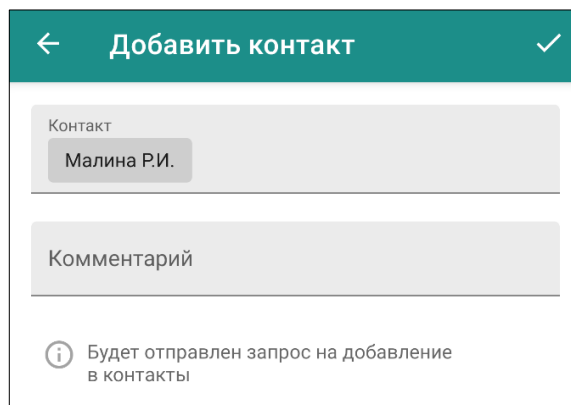 Добавить контакт
Контакт
Малина Р.И.
Комментарий
Будет отправлен запрос на добавление
в контакты